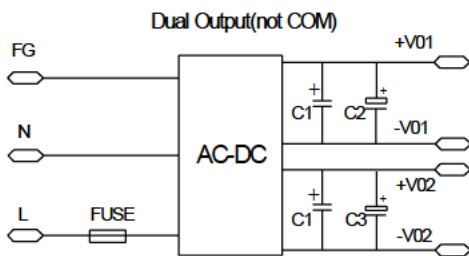 Dual Output(not COM)
FG
+V01
+
C1
+
C2
N
-V01
AC-DC
+V02
L
FUSE
+
C1
+
C3
-V02